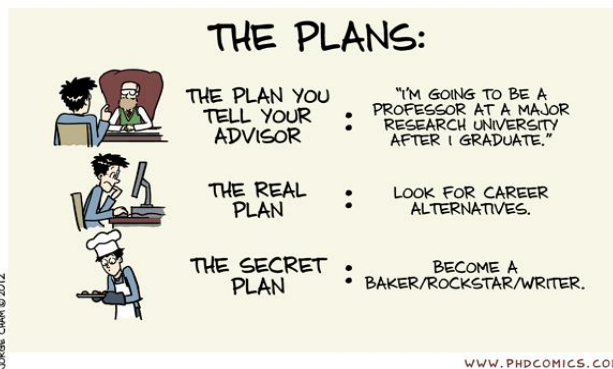 THE PLANS:
THE PLAN YOU
TELL YOUR
ADVISOR
:
"I'M GOING TO BE A
PROFESSOR AT A MAJOR
RESEARCH UNIVERSITY
AFTER I GRADUATE."
THE REAL
PLAN
:
LOOK FOR CAREER
ALTERNATIVES.
THE SECRET
PLAN
:
BECOME A
BAKER/ROCKSTAR/WRITER.
JORGE CHAM © 2012
WWW.PHDCOMICS.COM